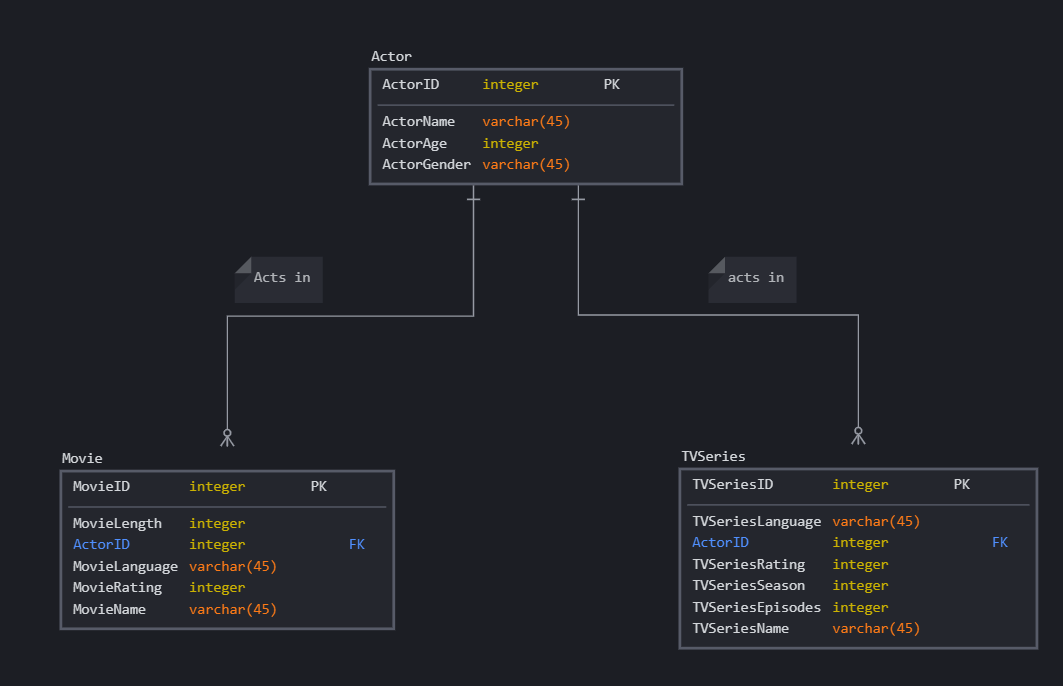 Actor
ActorID integer PK
ActorName varchar(45)
ActorAge integer
ActorGender varchar(45)
Acts in
acts in
Movie
MovieID integer PK
MovieLength integer
ActorID integer FK
MovieLanguage varchar(45)
MovieRating integer
MovieName varchar(45)
TVSeries
TVSeriesID integer PK
TVSeriesLanguage varchar(45)
ActorID integer FK
TVSeriesRating integer
TVSeriesSeason integer
TVSeriesEpisodes integer
TVSeriesName varchar(45)